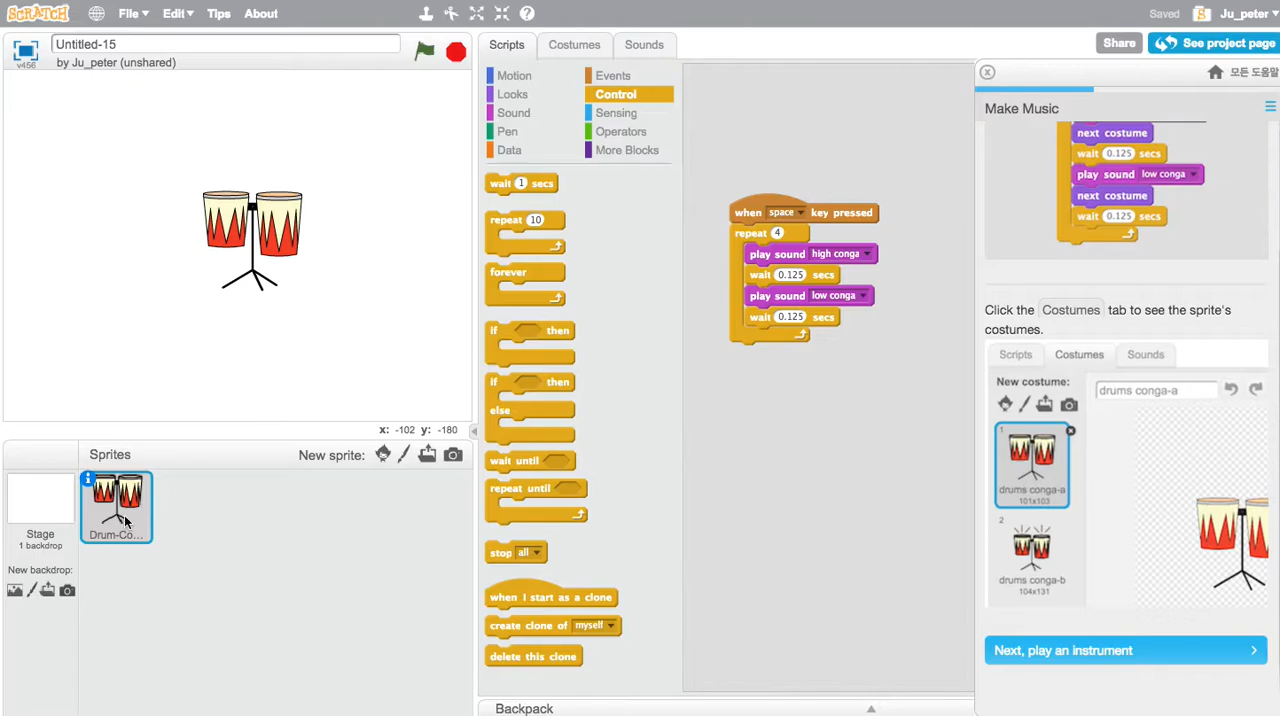 SCRATCH File Edit Tips About Saved Ju_peter
Untitled-15
by Ju_peter (unshared)
v456
Scripts Costumes Sounds
Share See project page
모든 도움말
Motion Events
Looks Control
Sound Sensing
Pen Operators
Data More Blocks
wait 1 secs
repeat 10
forever
if then
if then
else
wait until
repeat until
stop all
when I start as a clone
create clone of myself
delete this clone
when space key pressed
repeat 4
play sound high conga
wait 0.125 secs
play sound low conga
wait 0.125 secs
Make Music
next costume
wait 0.125 secs
play sound low conga
next costume
wait 0.125 secs
Click the Costumes tab to see the sprite's
costumes.
Scripts Costumes Sounds
New costume:
drums conga-a
1
drums conga-a
101x103
2
drums conga-b
104x131
Next, play an instrument
x: -102 y: -180
Sprites New sprite:
Stage
1 backdrop
New backdrop:
Drum-Co...
Backpack